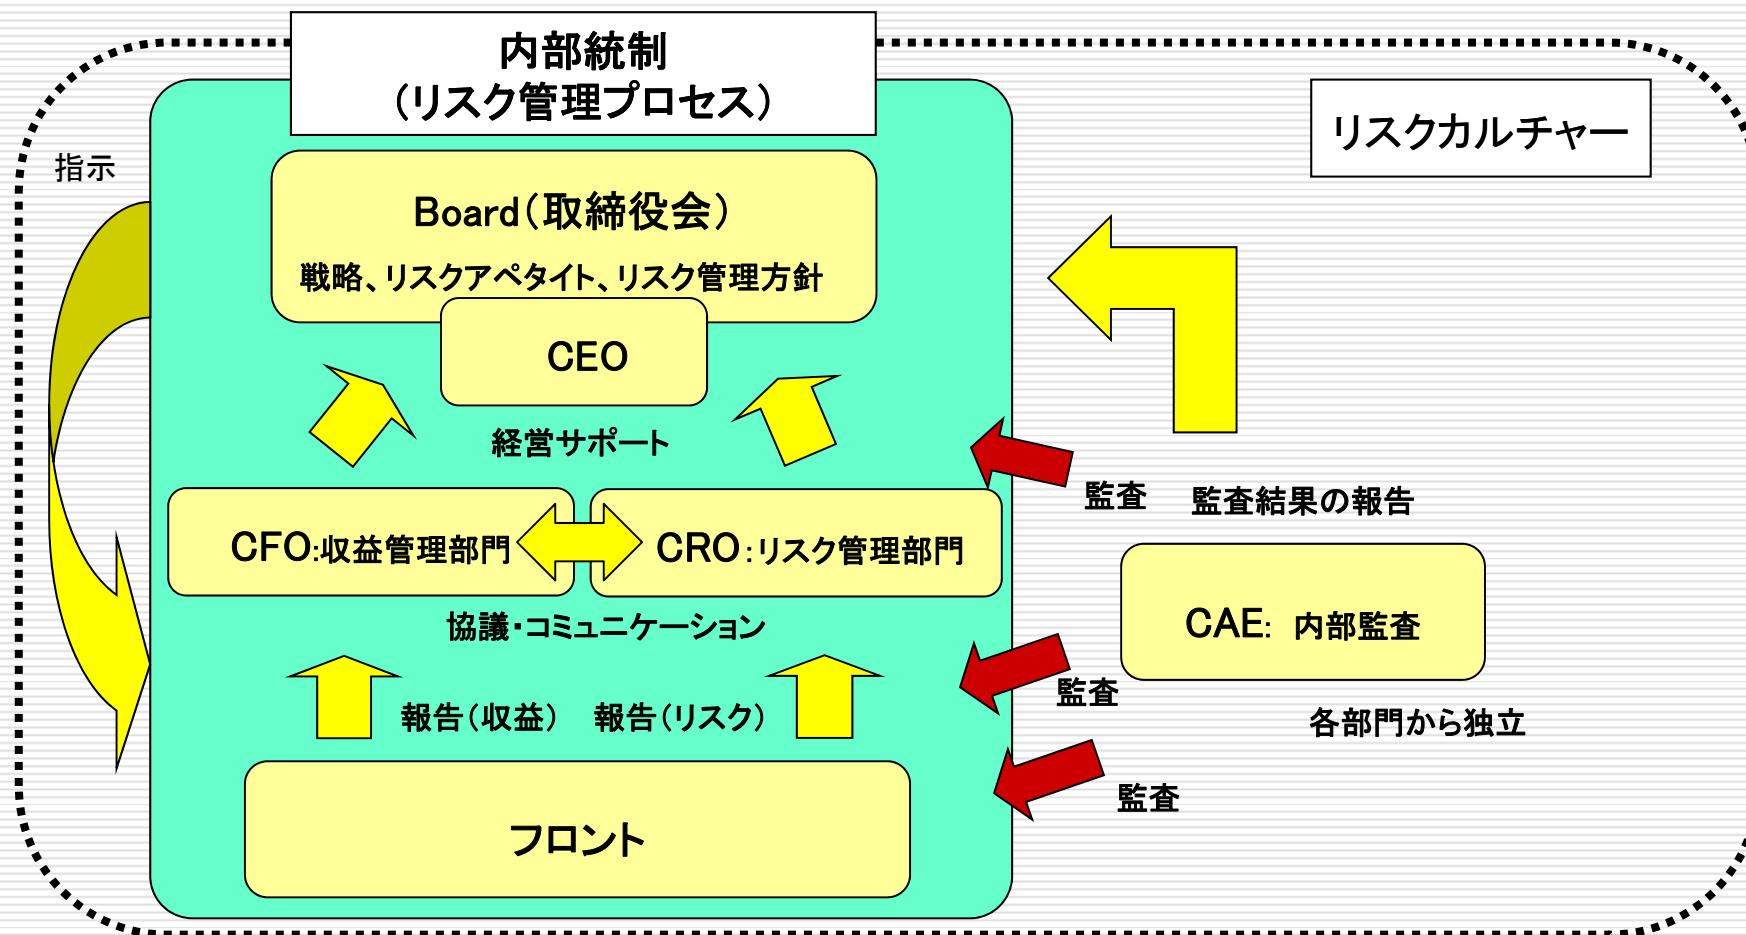 内部統制
(リスク管理プロセス)
リスクカルチャー
指示
Board(取締役会)
戦略、リスクアペタイト、リスク管理方針
CEO
経営サポート
監査
監査結果の報告
CFO:収益管理部門
CRO:リスク管理部門
CAE: 内部監査
協議・コミュニケーション
監査
報告(収益)
報告(リスク)
各部門から独立
監査
フロント